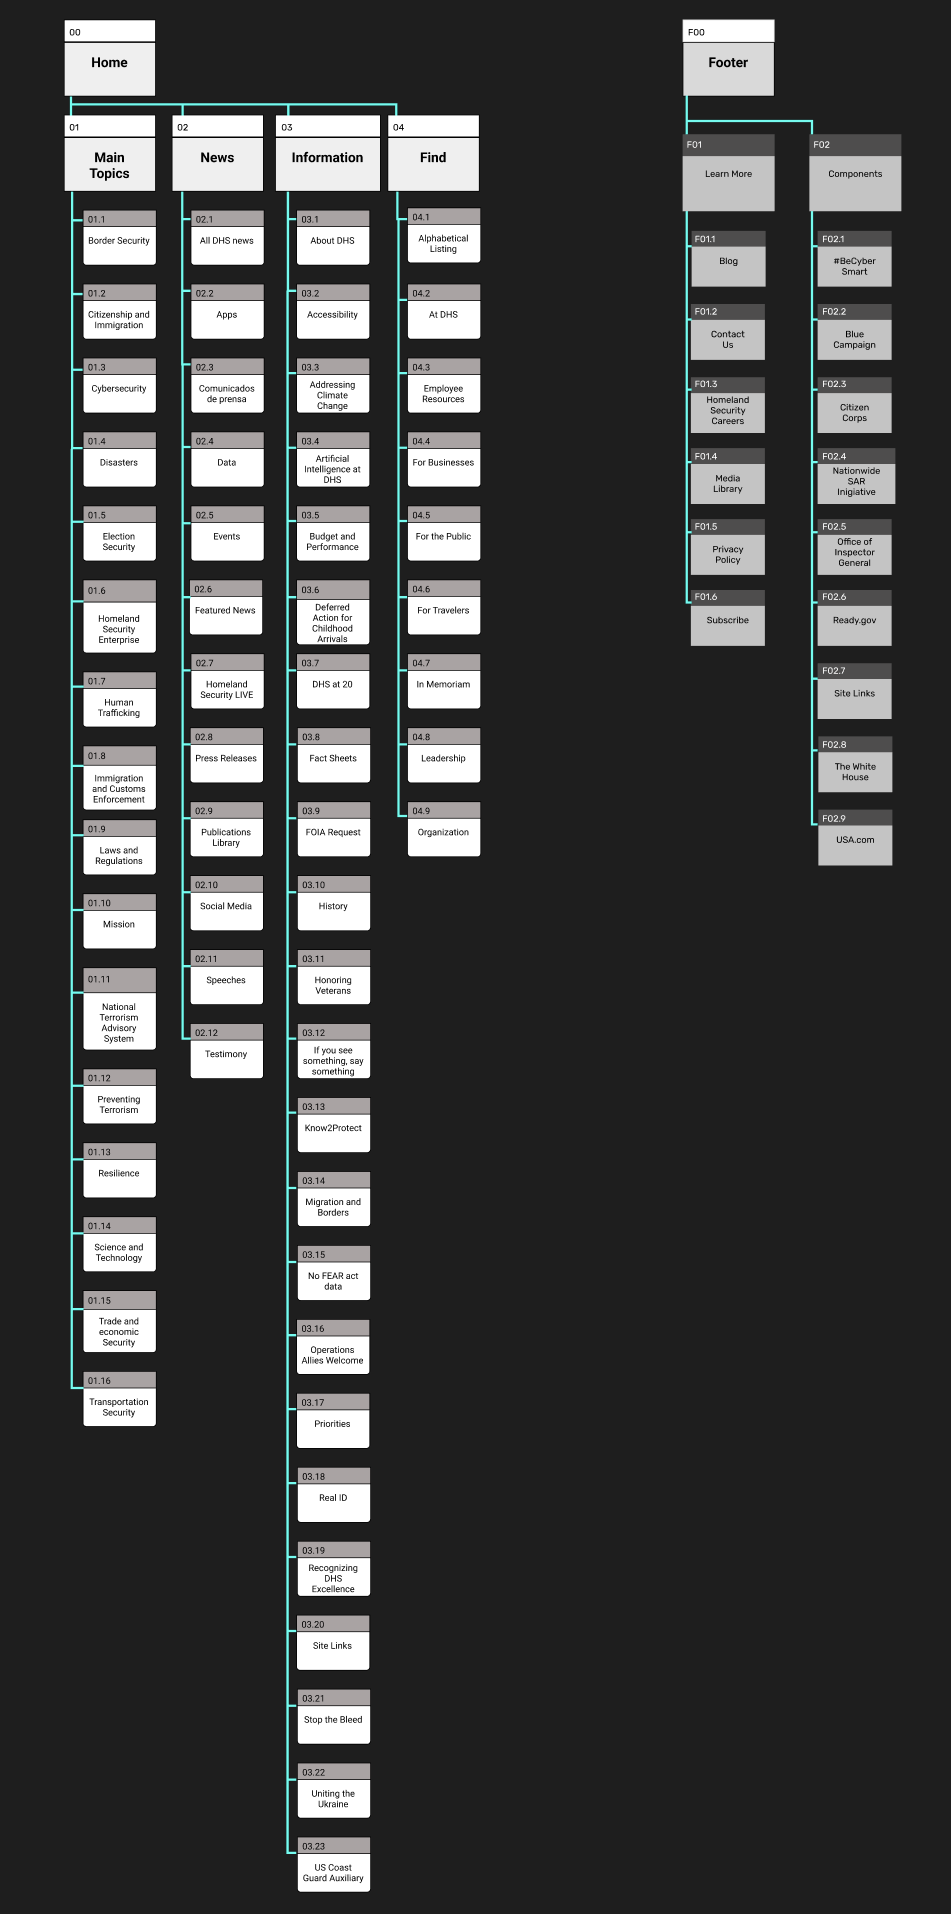 00
Home
01
Main
Topics
01.1
Border Security
01.2
Citizenship and
Immigration
01.3
Cybersecurity
01.4
Disasters
01.5
Election
Security
01.6
Homeland
Security
Enterprise
01.7
Human
Trafficking
01.8
Immigration
and Customs
Enforcement
01.9
Laws and
Regulations
01.10
Mission
01.11
National
Terrorism
Advisory
System
01.12
Preventing
Terrorism
01.13
Resilience
01.14
Science and
Technology
01.15
Trade and
economic
Security
01.16
Transportation
Security
02
News
02.1
All DHS news
02.2
Apps
02.3
Comunicados
de prensa
02.4
Data
02.5
Events
02.6
Featured News
02.7
Homeland
Security LIVE
02.8
Press Releases
02.9
Publications
Library
02.10
Social Media
02.11
Speeches
02.12
Testimony
03
Information
03.1
About DHS
03.2
Accessibility
03.3
Addressing
Climate
Change
03.4
Artificial
Intelligence at
DHS
03.5
Budget and
Performance
03.6
Deferred
Action for
Childhood
Arrivals
03.7
DHS at 20
03.8
Fact Sheets
03.9
FOIA Request
03.10
History
03.11
Honoring
Veterans
03.12
If you see
something, say
something
03.13
Know2Protect
03.14
Migration and
Borders
03.15
No FEAR act
data
03.16
Operations
Allies Welcome
03.17
Priorities
03.18
Real ID
03.19
Recognizing
DHS
Excellence
03.20
Site Links
03.21
Stop the Bleed
03.22
Uniting the
Ukraine
03.23
US Coast
Guard Auxiliary
04
Find
04.1
Alphabetical
Listing
04.2
At DHS
04.3
Employee
Resources
04.4
For Businesses
04.5
For the Public
04.6
For Travelers
04.7
In Memoriam
04.8
Leadership
04.9
Organization
F00
Footer
F01
Learn More
F01.1
Blog
F01.2
Contact
Us
F01.3
Homeland
Security
Careers
F01.4
Media
Library
F01.5
Privacy
Policy
F01.6
Subscribe
F02
Components
F02.1
#BeCyber
Smart
F02.2
Blue
Campaign
F02.3
Citizen
Corps
F02.4
Nationwide
SAR
Inigiative
F02.5
Office of
Inspector
General
F02.6
Ready.gov
F02.7
Site Links
F02.8
The White
House
F02.9
USA.com